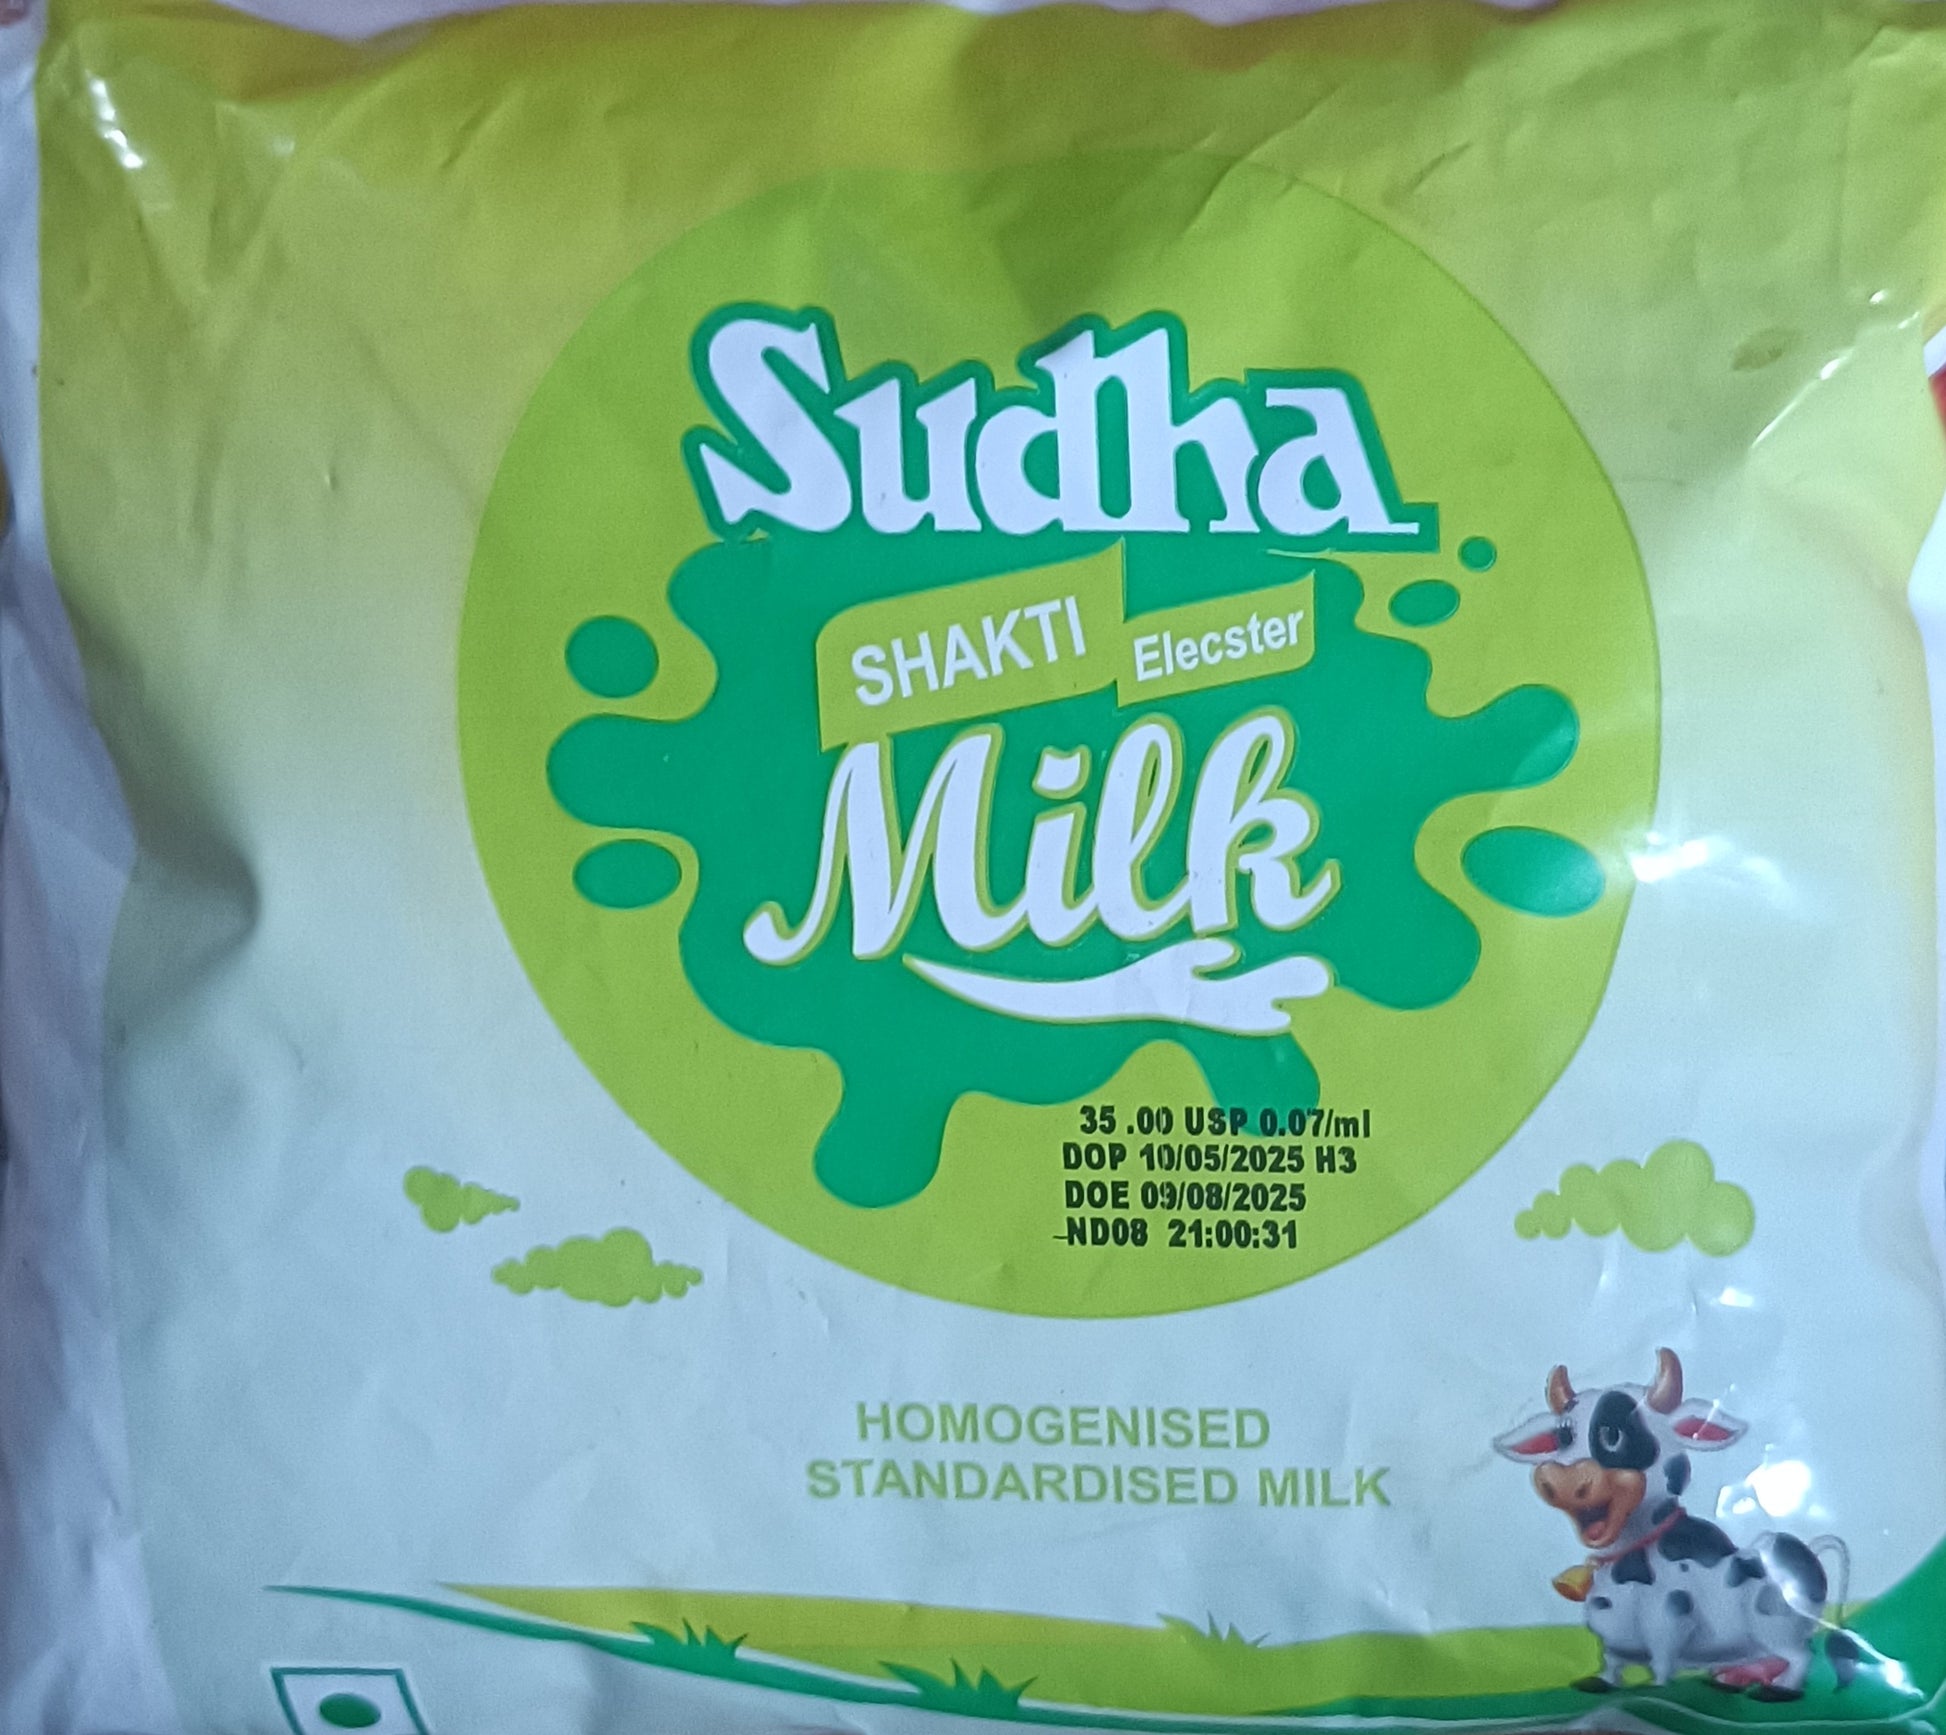 Sudha
SHAKTI Elecster
Milk
35.00 USP 0.07/ml
DOP 10/05/2025 H3
DOE 09/08/2025
ND08 21:00:31
HOMOGENISED
STANDARDISED MILK